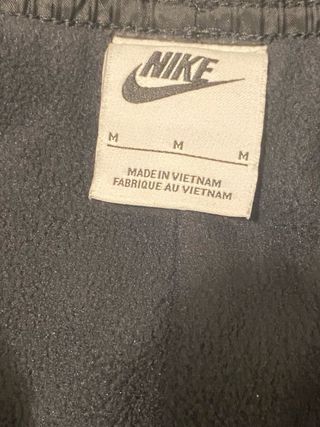 NIKE
M M M
MADE IN VIETNAM
FABRIQUE AU VIETNAM